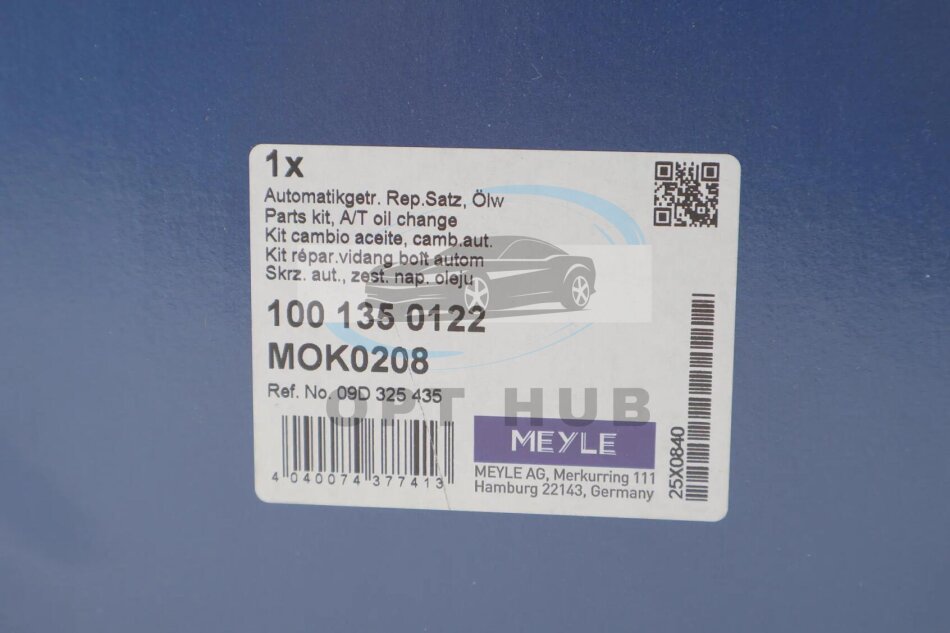 1x
Automatikgetr. Rep.Satz, Ölw
Parts kit, A/T oil change
Kit cambio aceite, camb.aut.
Kit répar.vidang boît autom
Skrz. aut., zest. nap. oleju
100 135 0122
MOK0208
Ref. No. 09D 325 435
OPT HUB
4 040074 377413
MEYLE
MEYLE AG, Merkurring 111
Hamburg 22143, Germany
25X0840